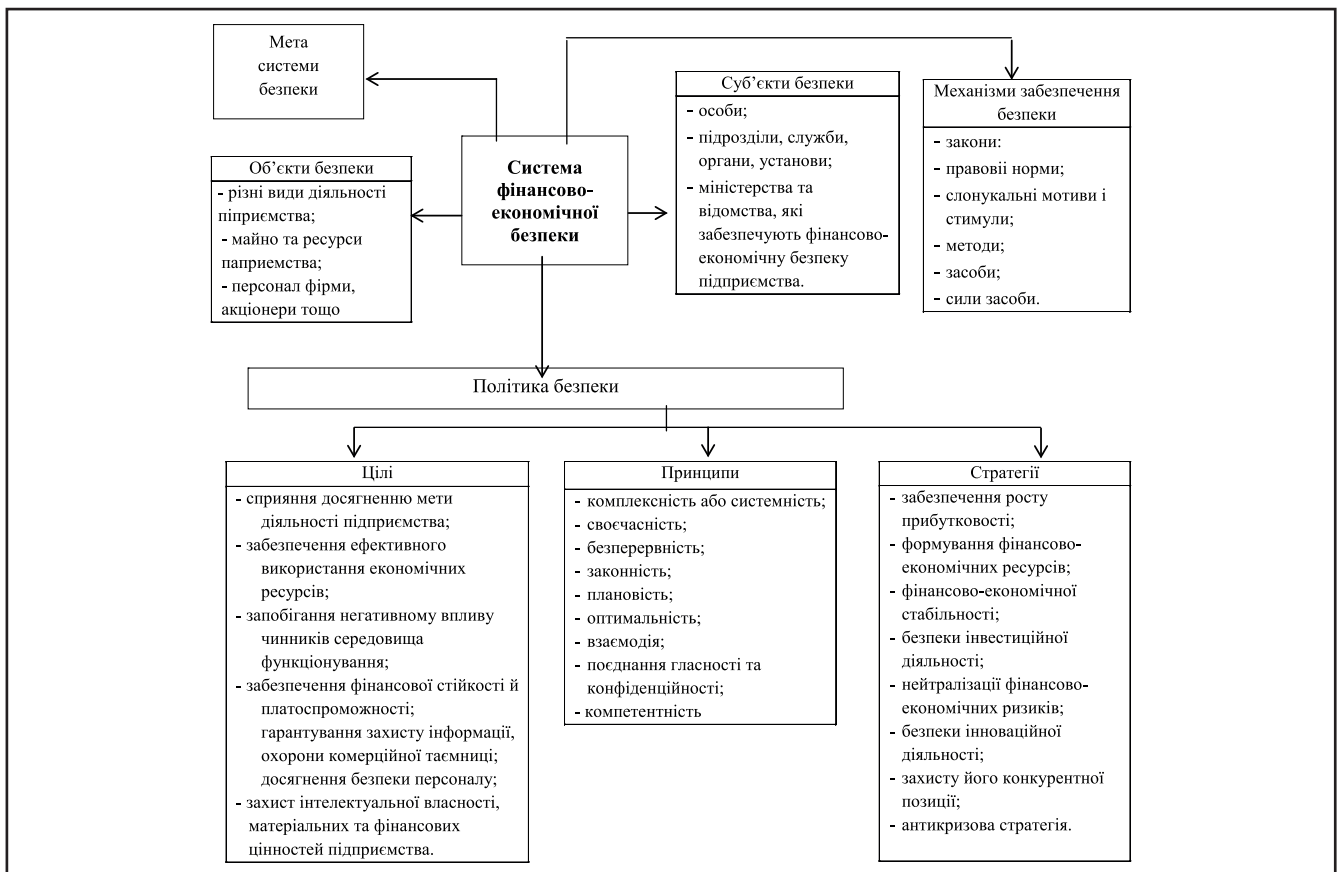 Мета
системи
безпеки
Суб’єкти безпеки
- особи;
- підрозділи, служби,
органи, установи;
- міністерства та
відомства, які
забезпечують фінансово-
економічну безпеку
підприємства.
Механізми забезпечення
безпеки
- закони:
- правовіі норми;
- слонукальні мотиви і
стимули;
- методи;
- засоби;
- сили засоби.
Об’єкти безпеки
- різні види діяльності
піприємства;
- майно та ресурси
паприемства;
- персонал фірми,
акціонери тощо
Система
фінансово-
економічної
безпеки
Політика безпеки
Цілі
- сприяння досягненню мети
діяльності підприємства;
- забезпечення ефективного
використання економічних
ресурсів;
- запобігання негативному впливу
чинників середовища
функціонування;
- забезпечення фінансової стійкості й
платоспроможності;
гарантування захисту інформації,
охорони комерційної таємниці;
досягнення безпеки персоналу;
- захист інтелектуальної власності,
матеріальних та фінансових
цінностей підприємства.
Принципи
- комплексність або системність;
- своєчасність;
- безперервність;
- законність;
- плановість;
- оптимальність;
- взаємодія;
- поєднання гласності та
конфіденційності;
- компетентність
Стратегії
- забезпечення росту
прибутковості;
- формування фінансово-
економічних ресурсів;
- фінансово-економічної
стабільності;
- безпеки інвестиційної
діяльності;
- нейтралізації фінансово-
економічних ризиків;
- безпеки інноваційної
діяльності;
- захисту його конкурентної
позиції;
- антикризова стратегія.